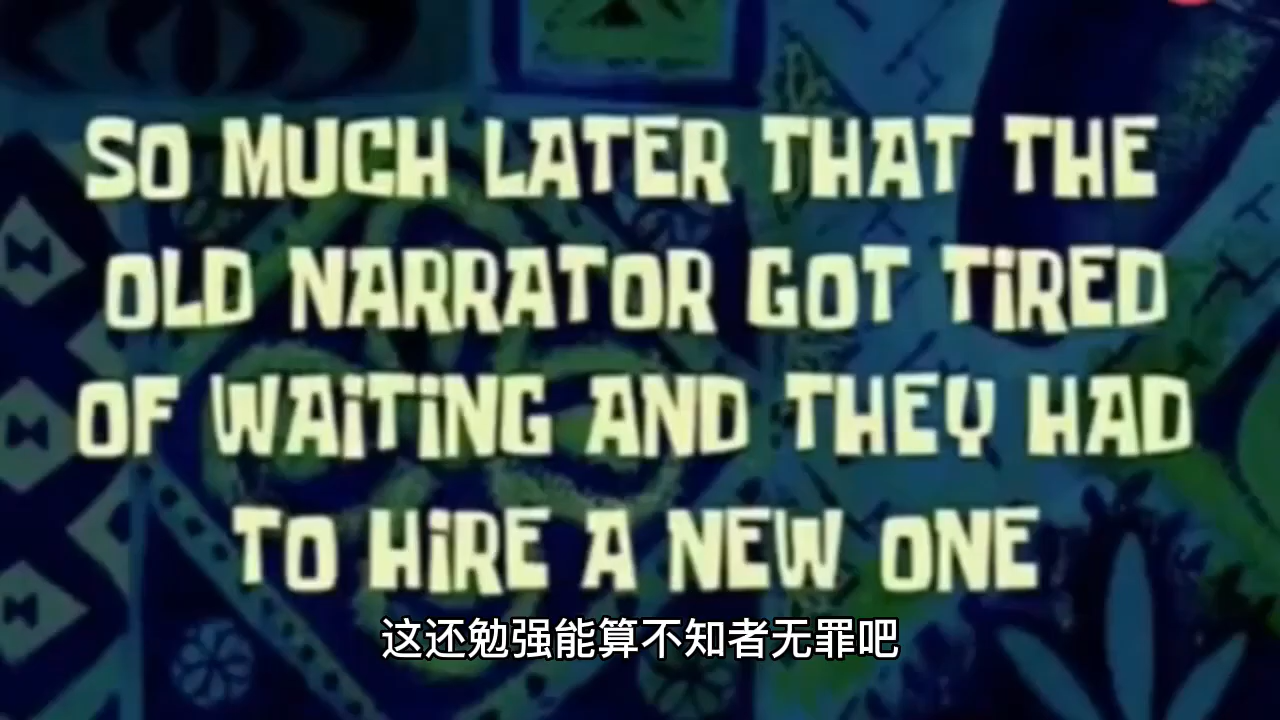 SO MUCH LATER THAT THE
OLD NARRATOR GOT TiRED
OF WAiTiNG AND THEY HAD
TO HiRE A NEW ONE
这还勉强能算不知者无罪吧